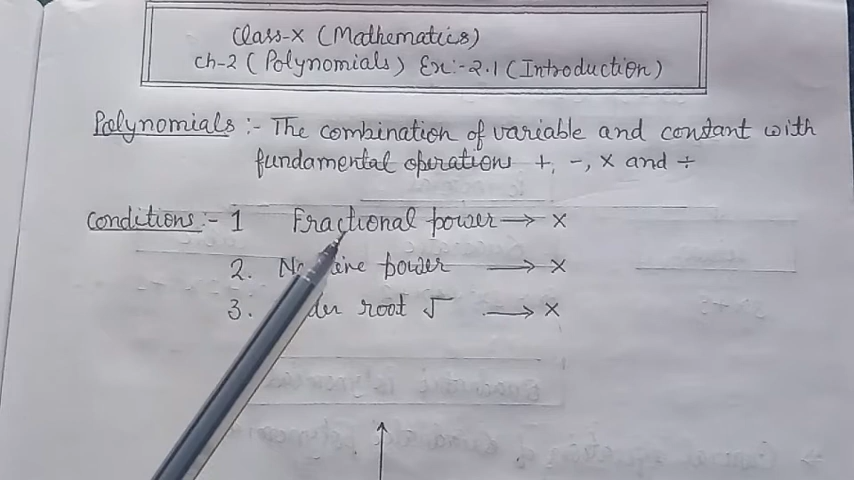 Class-X (Mathematics)
Ch-2 (Polynomials) Ex:-2.1 (Introduction)
Polynomials :- The combination of variable and constant with
fundamental operations +, -, × and ÷
Conditions :- 1 Fractional power → ×
2. power → ×
3. root √ → ×